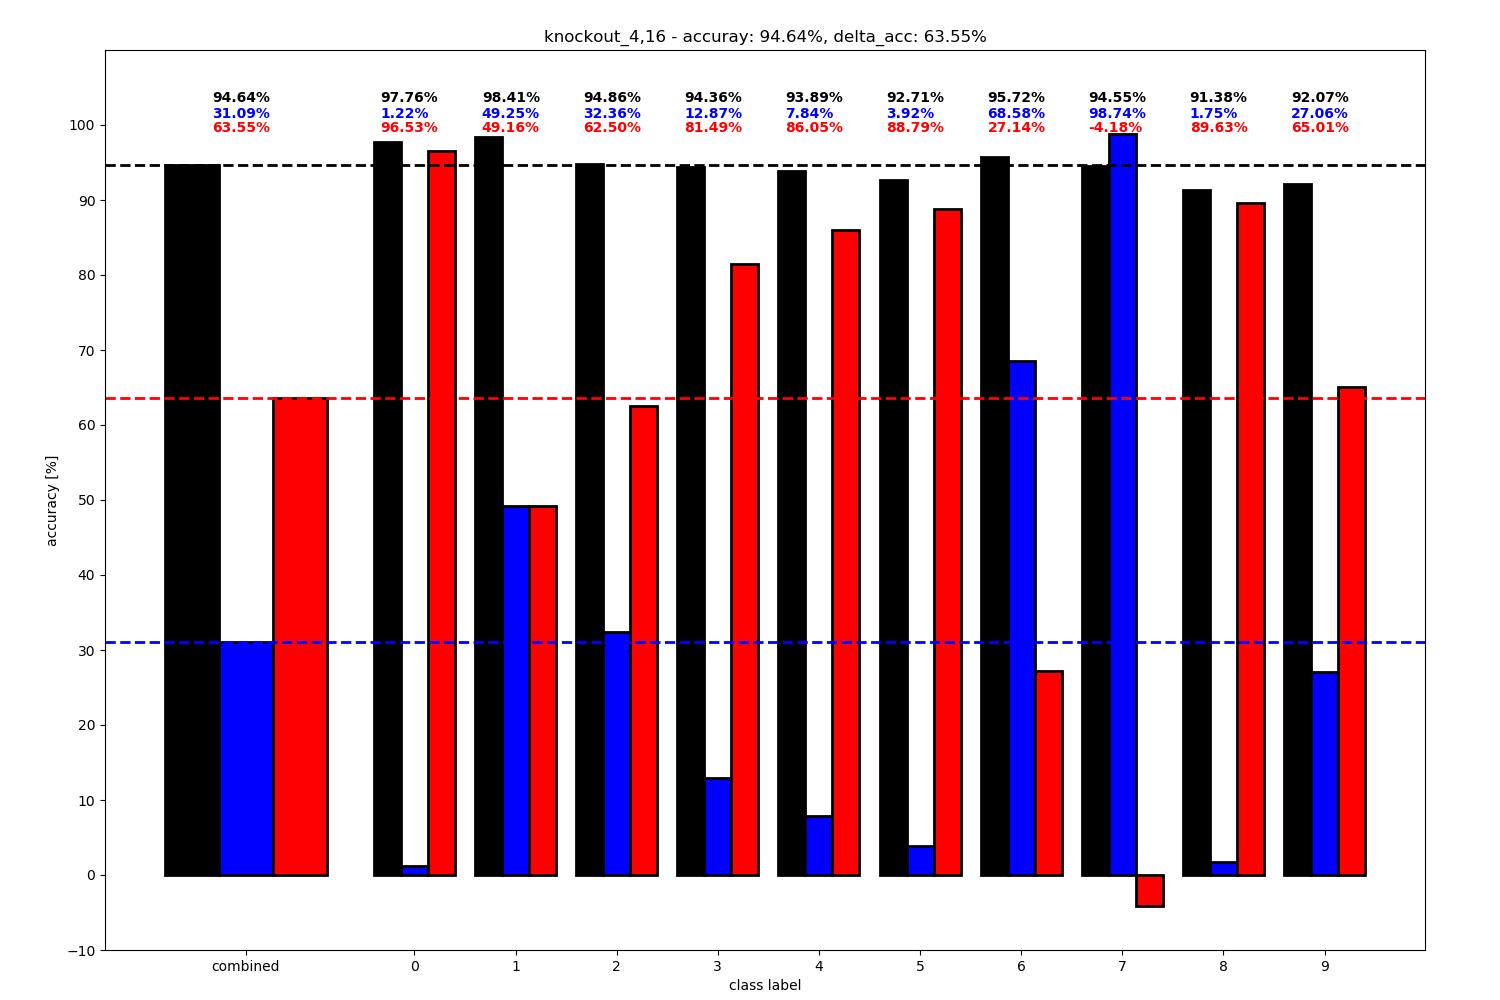 knockout_4,16 - accuray: 94.64%, delta_acc: 63.55%
94.64% 97.76% 98.41% 94.86% 94.36% 93.89% 92.71% 95.72% 94.55% 91.38% 92.07%
31.09% 1.22% 49.25% 32.36% 12.87% 7.84% 3.92% 68.58% 98.74% 1.75% 27.06%
63.55% 96.53% 49.16% 62.50% 81.49% 86.05% 88.79% 27.14% -4.18% 89.63% 65.01%
100
90
80
70
60
50
40
30
20
10
0
−10
accuracy [%]
combined 0 1 2 3 4 5 6 7 8 9
class label